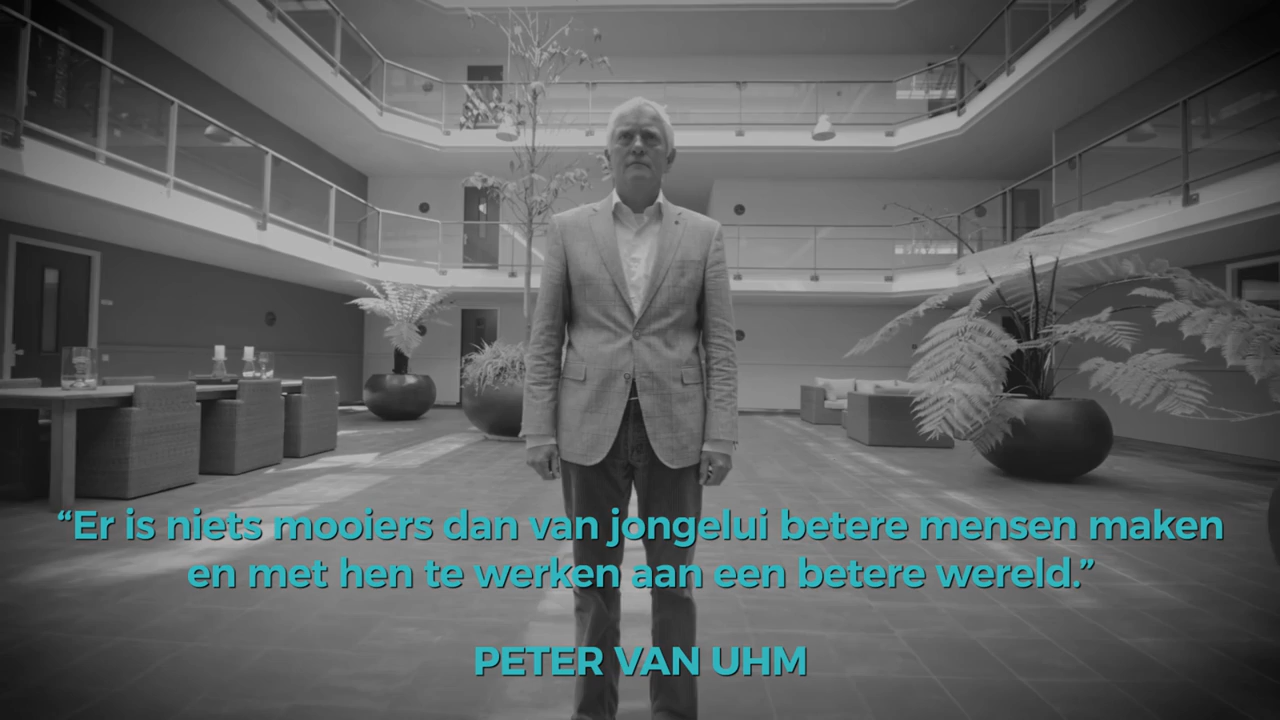 “Er is niets mooiers dan van jongelui betere mensen maken
en met hen te werken aan een betere wereld.”
PETER VAN UHM